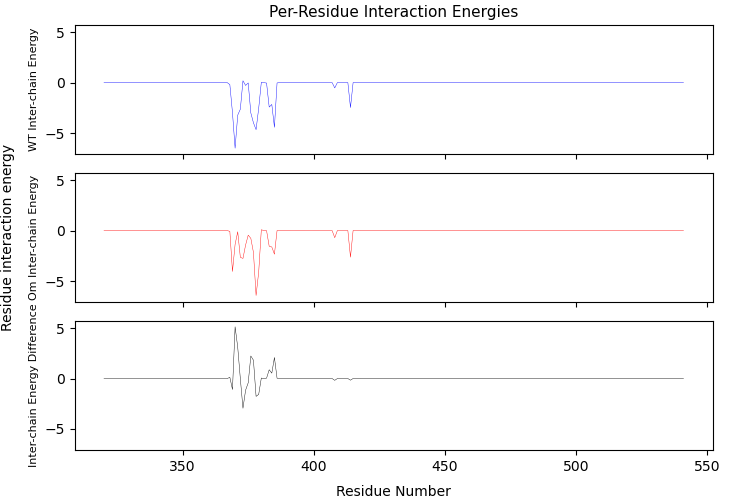 Per-Residue Interaction Energies
Residue interaction energy
WT Inter-chain Energy
5
0
−5
Om Inter-chain Energy
5
0
−5
Inter-chain Energy Difference
5
0
−5
350
400
450
500
550
Residue Number